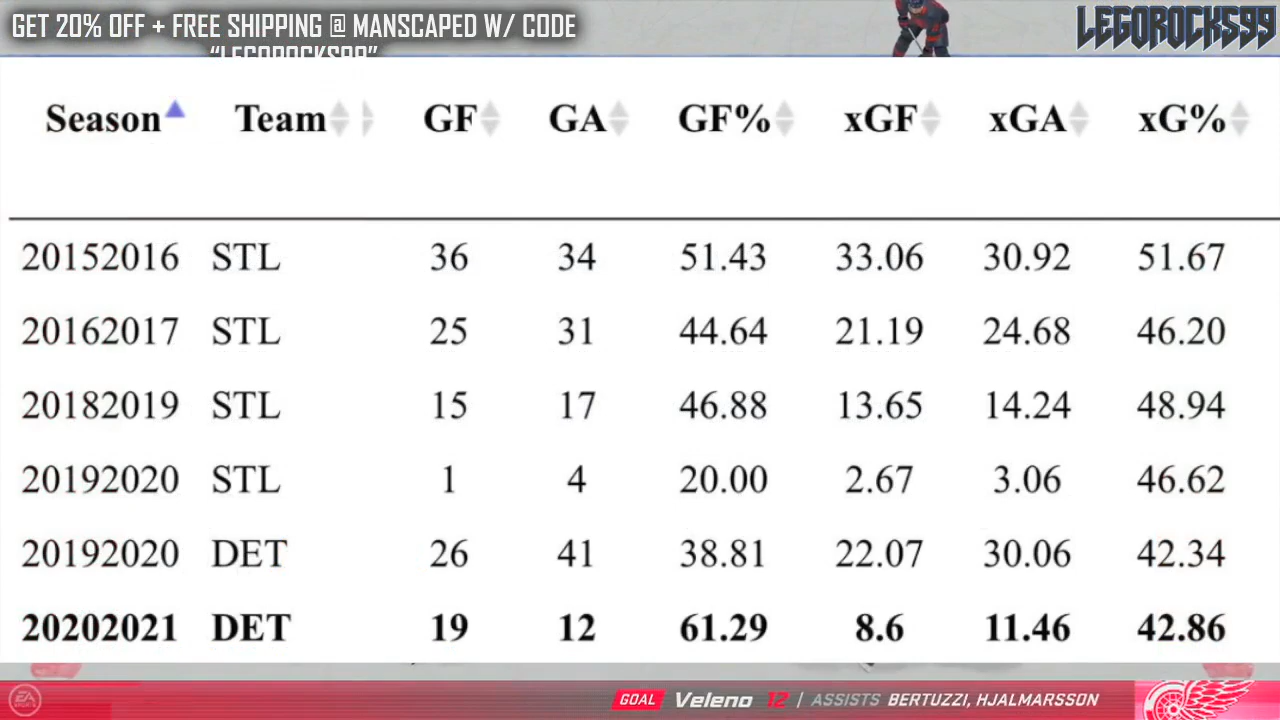 GET 20% OFF + FREE SHIPPING @ MANSCAPED W/ CODE
"LEGOROCKS99"
LEGOROCKS99
Season Team GF GA GF% xGF xGA xG%
20152016 STL 36 34 51.43 33.06 30.92 51.67
20162017 STL 25 31 44.64 21.19 24.68 46.20
20182019 STL 15 17 46.88 13.65 14.24 48.94
20192020 STL 1 4 20.00 2.67 3.06 46.62
20192020 DET 26 41 38.81 22.07 30.06 42.34
20202021 DET 19 12 61.29 8.6 11.46 42.86
EA SPORTS GOAL Veleno 12 / ASSISTS BERTUZZI, HJALMARSSON